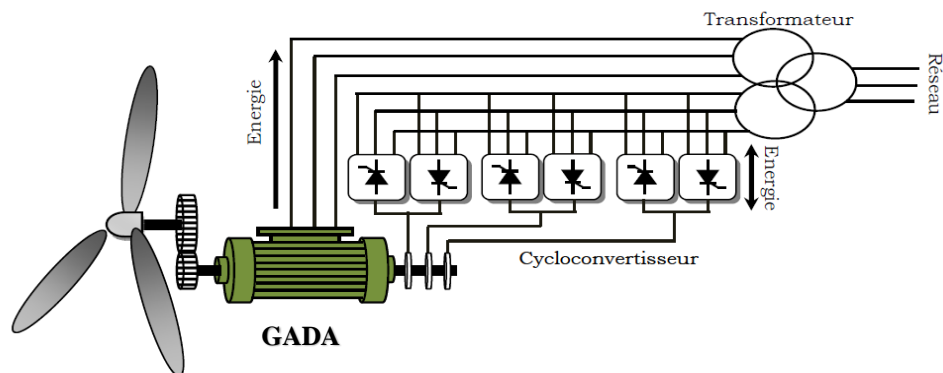 Transformateur
Energie
Réseau
Energie
Cycloconvertisseur
GADA